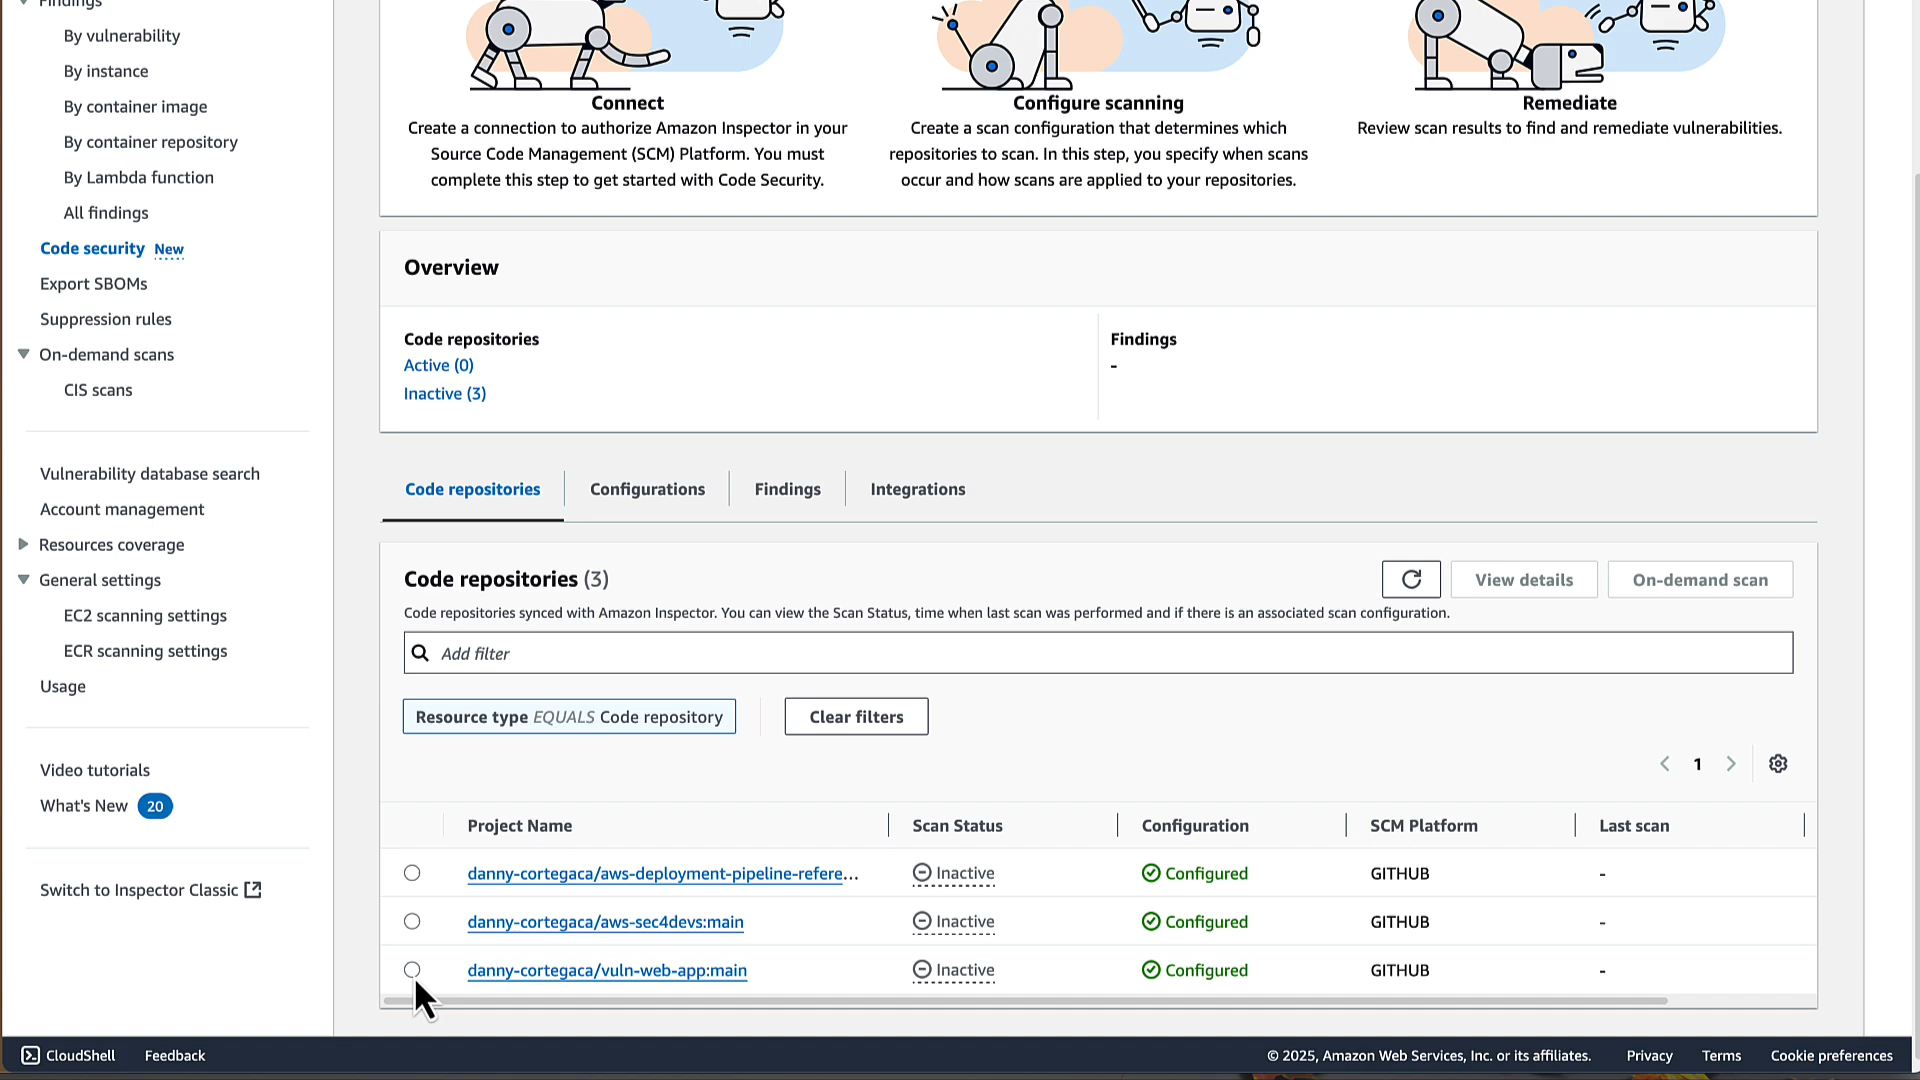 Findings
By vulnerability
By instance
By container image
By container repository
By Lambda function
All findings
Code security New
Export SBOMs
Suppression rules
On-demand scans
CIS scans
Vulnerability database search
Account management
Resources coverage
General settings
EC2 scanning settings
ECR scanning settings
Usage
Video tutorials
What's New 20
Switch to Inspector Classic
Connect
Create a connection to authorize Amazon Inspector in your
Source Code Management (SCM) Platform. You must
complete this step to get started with Code Security.
Configure scanning
Create a scan configuration that determines which
repositories to scan. In this step, you specify when scans
occur and how scans are applied to your repositories.
Remediate
Review scan results to find and remediate vulnerabilities.
Overview
Code repositories
Active (0)
Inactive (3)
Findings
-
Code repositories Configurations Findings Integrations
Code repositories (3)
View details On-demand scan
Code repositories synced with Amazon Inspector. You can view the Scan Status, time when last scan was performed and if there is an associated scan configuration.
Add filter
Resource type EQUALS Code repository Clear filters
1
Project Name Scan Status Configuration SCM Platform Last scan
danny-cortegaca/aws-deployment-pipeline-refere... Inactive Configured GITHUB -
danny-cortegaca/aws-sec4devs:main Inactive Configured GITHUB -
danny-cortegaca/vuln-web-app:main Inactive Configured GITHUB -
CloudShell Feedback © 2025, Amazon Web Services, Inc. or its affiliates. Privacy Terms Cookie preferences